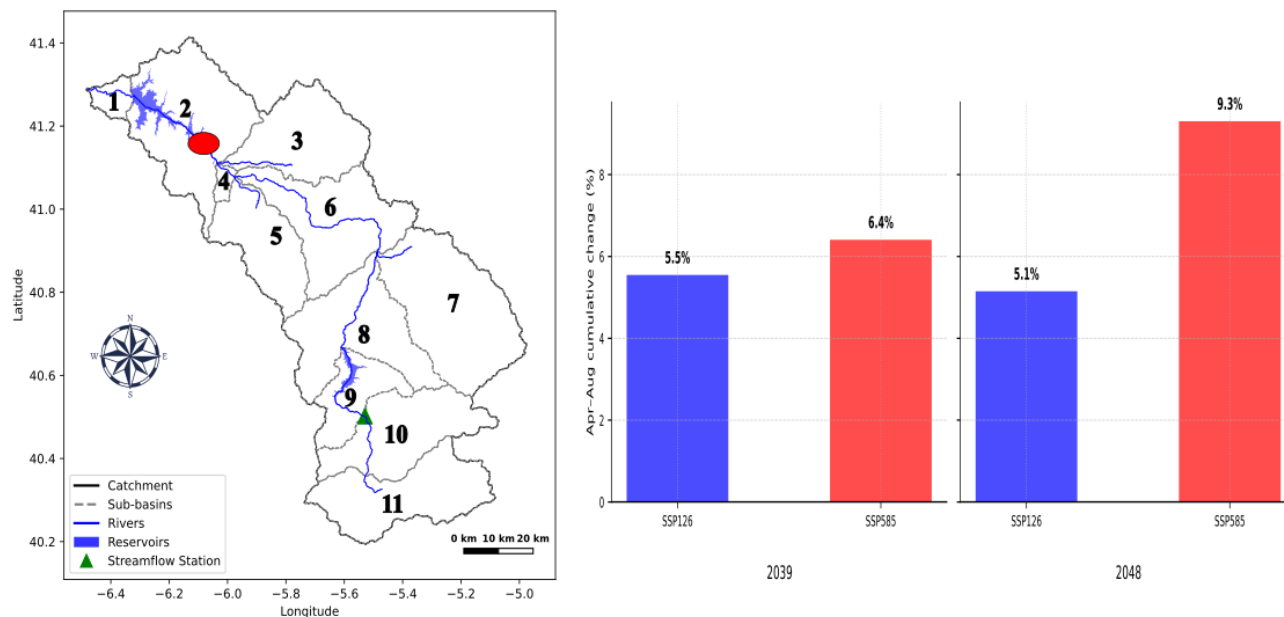 41.4
41.2
41.0
40.8
40.6
40.4
40.2
Latitude
−6.4
−6.2
−6.0
−5.8
−5.6
−5.4
−5.2
−5.0
Longitude
1
2
3
4
5
6
7
8
9
10
11
N
W
E
S
Catchment
Sub-basins
Rivers
Reservoirs
Streamflow Station
0 km 10 km 20 km
Apr–Aug cumulative change (%)
8
6
4
2
0
5.5%
6.4%
5.1%
9.3%
SSP126
SSP585
SSP126
SSP585
2039
2048